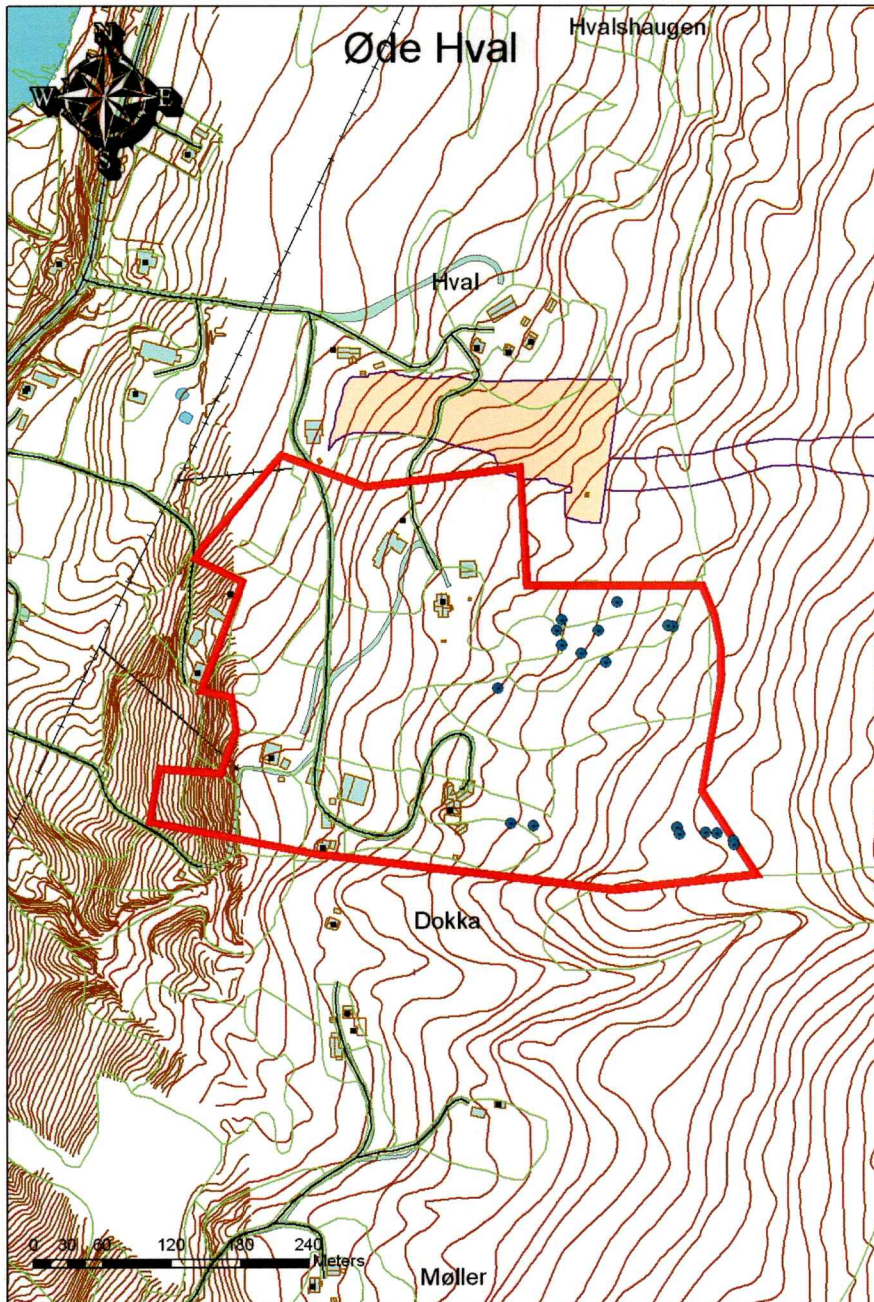 Hvalshaugen
Øde Hval
N
W E
S
Hval
Dokka
0 30 60 120 180 240
Meters
Møller